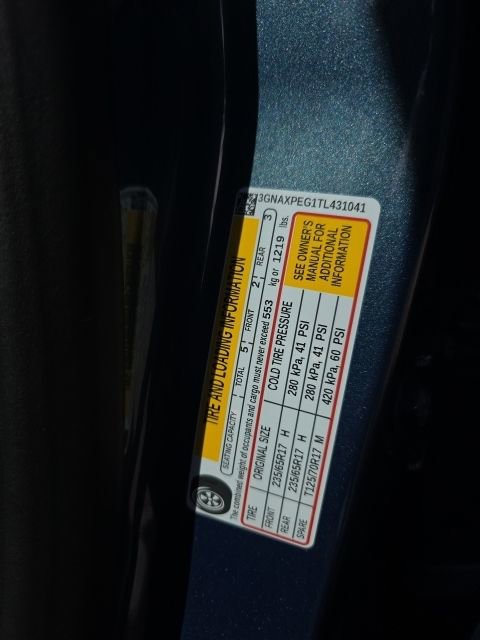 3GNAXPEG1TL431041
TIRE AND LOADING INFORMATION
SEATING CAPACITY TOTAL 5 FRONT 2 REAR 3
The combined weight of occupants and cargo must never exceed 553 kg or 1219 lbs.
TIRE ORIGINAL SIZE COLD TIRE PRESSURE
FRONT 235/65R17 H 280 kPa, 41 PSI
REAR 235/65R17 H 280 kPa, 41 PSI
SPARE T125/70R17 M 420 kPa, 60 PSI
SEE OWNER'S
MANUAL FOR
ADDITIONAL
INFORMATION